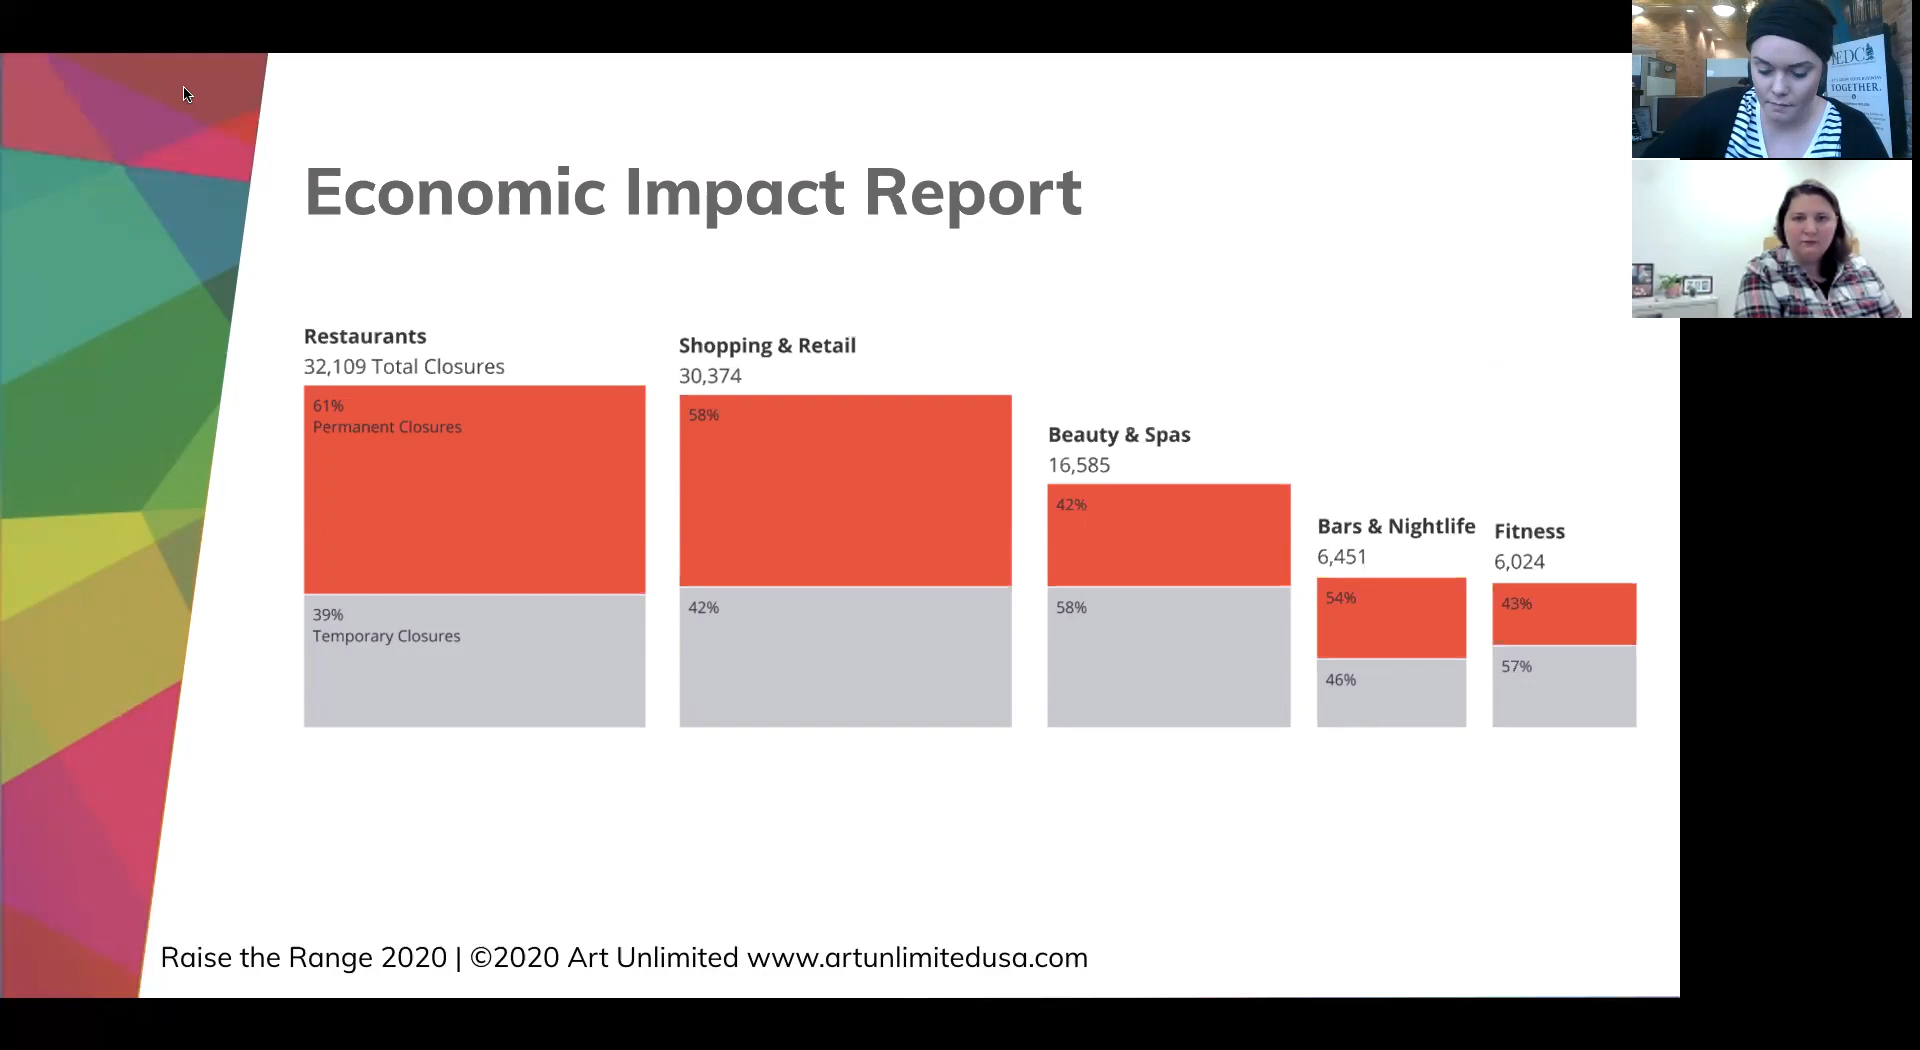 EDC
TOGETHER.
Economic Impact Report
Restaurants
32,109 Total Closures
61%
Permanent Closures
39%
Temporary Closures
Shopping & Retail
30,374
58%
42%
Beauty & Spas
16,585
42%
58%
Bars & Nightlife
6,451
54%
46%
Fitness
6,024
43%
57%
Raise the Range 2020 | ©2020 Art Unlimited www.artunlimitedusa.com